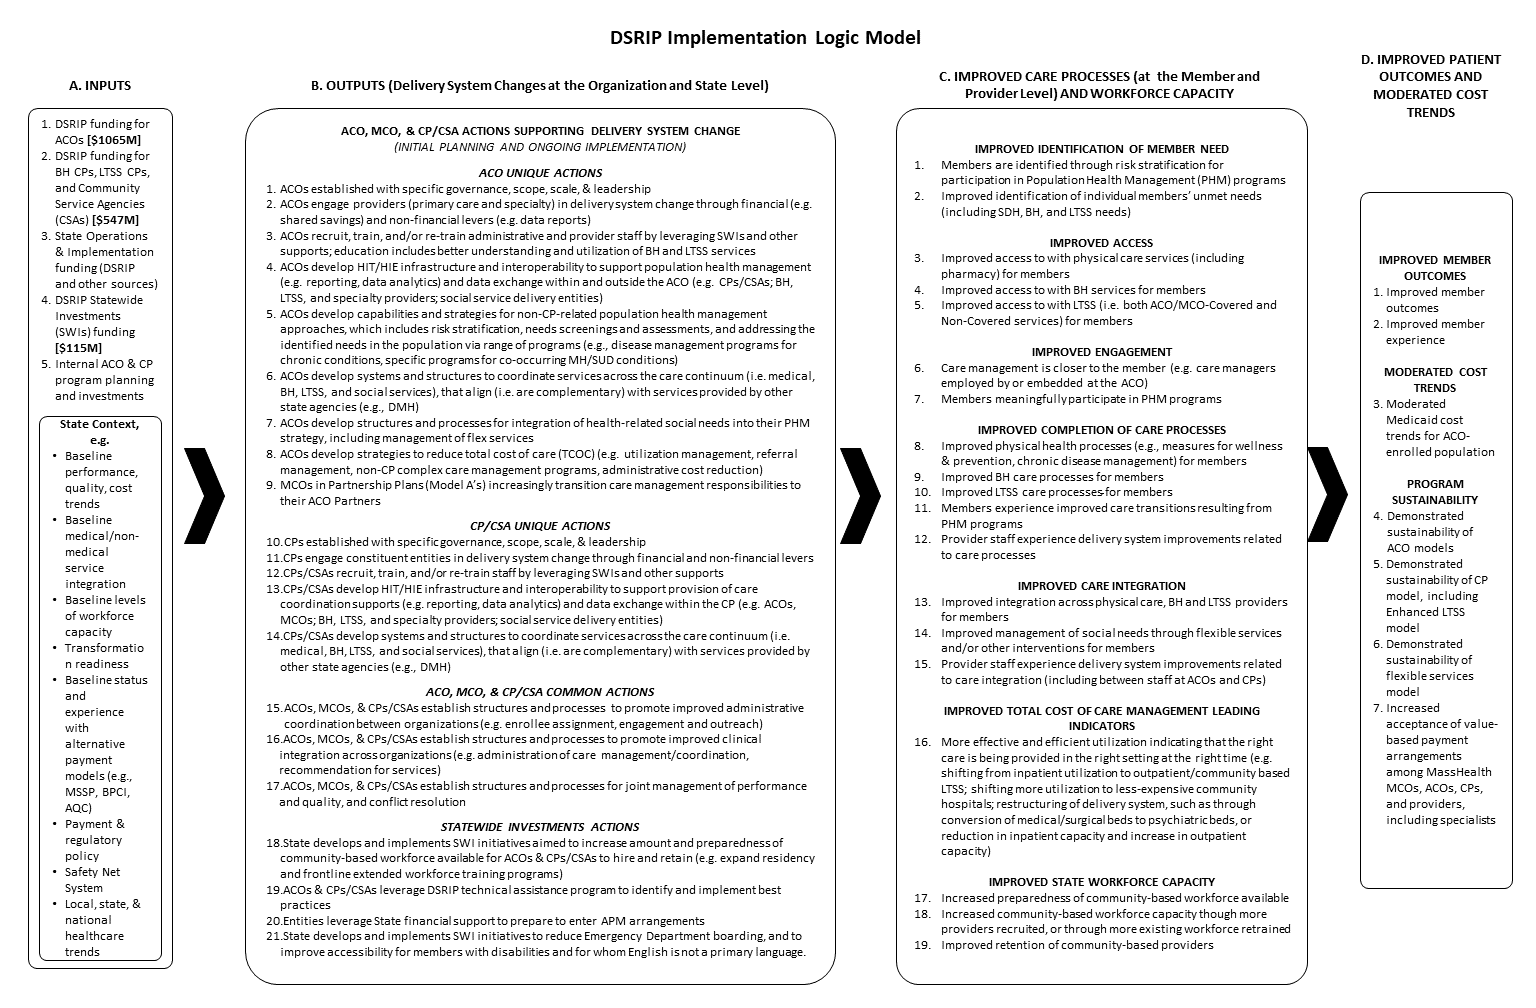 DSRIP Implementation Logic Model
A. INPUTS
1. DSRIP funding for
ACOs [$1065M]
2. DSRIP funding for
BH CPs, LTSS CPs,
and Community
Service Agencies
(CSAs) [$547M]
3. State Operations
& Implementation
funding (DSRIP
and other sources)
4. DSRIP Statewide
Investments
(SWIs) funding
[$115M]
5. Internal ACO & CP
program planning
and investments
State Context,
e.g.
• Baseline
performance,
quality, cost
trends
• Baseline
medical/non-
medical
service
integration
• Baseline levels
of workforce
capacity
• Transformatio
n readiness
• Baseline status
and
experience
with
alternative
payment
models (e.g.,
MSSP, BPCI,
AQC)
• Payment &
regulatory
policy
• Safety Net
System
• Local, state, &
national
healthcare
trends
B. OUTPUTS (Delivery System Changes at the Organization and State Level)
ACO, MCO, & CP/CSA ACTIONS SUPPORTING DELIVERY SYSTEM CHANGE
(INITIAL PLANNING AND ONGOING IMPLEMENTATION)
ACO UNIQUE ACTIONS
1. ACOs established with specific governance, scope, scale, & leadership
2. ACOs engage providers (primary care and specialty) in delivery system change through financial (e.g.
shared savings) and non-financial levers (e.g. data reports)
3. ACOs recruit, train, and/or re-train administrative and provider staff by leveraging SWIs and other
supports; education includes better understanding and utilization of BH and LTSS services
4. ACOs develop HIT/HIE infrastructure and interoperability to support population health management
(e.g. reporting, data analytics) and data exchange within and outside the ACO (e.g. CPs/CSAs; BH,
LTSS, and specialty providers; social service delivery entities)
5. ACOs develop capabilities and strategies for non-CP-related population health management
approaches, which includes risk stratification, needs screenings and assessments, and addressing the
identified needs in the population via range of programs (e.g., disease management programs for
chronic conditions, specific programs for co-occurring MH/SUD conditions)
6. ACOs develop systems and structures to coordinate services across the care continuum (i.e. medical,
BH, LTSS, and social services), that align (i.e. are complementary) with services provided by other
state agencies (e.g., DMH)
7. ACOs develop structures and processes for integration of health-related social needs into their PHM
strategy, including management of flex services
8. ACOs develop strategies to reduce total cost of care (TCOC) (e.g. utilization management, referral
management, non-CP complex care management programs, administrative cost reduction)
9. MCOs in Partnership Plans (Model A's) increasingly transition care management responsibilities to
their ACO Partners
CP/CSA UNIQUE ACTIONS
10.CPs established with specific governance, scope, scale, & leadership
11.CPs engage constituent entities in delivery system change through financial and non-financial levers
12.CPs/CSAs recruit, train, and/or re-train staff by leveraging SWIs and other supports
13.CPs/CSAs develop HIT/HIE infrastructure and interoperability to support provision of care
coordination supports (e.g. reporting, data analytics) and data exchange within the CP (e.g. ACOs,
MCOs; BH, LTSS, and specialty providers; social service delivery entities)
14.CPs/CSAs develop systems and structures to coordinate services across the care continuum (i.e.
medical, BH, LTSS, and social services), that align (i.e. are complementary) with services provided by
other state agencies (e.g., DMH)
ACO, MCO, & CP/CSA COMMON ACTIONS
15.ACOs, MCOs, & CPs/CSAs establish structures and processes to promote improved administrative
coordination between organizations (e.g. enrollee assignment, engagement and outreach)
16.ACOs, MCOs, & CPs/CSAs establish structures and processes to promote improved clinical
integration across organizations (e.g. administration of care management/coordination,
recommendation for services)
17.ACOs, MCOs, & CPs/CSAs establish structures and processes for joint management of performance
and quality, and conflict resolution
STATEWIDE INVESTMENTS ACTIONS
18.State develops and implements SWI initiatives aimed to increase amount and preparedness of
community-based workforce available for ACOs & CPs/CSAs to hire and retain (e.g. expand residency
and frontline extended workforce training programs)
19.ACOs & CPs/CSAs leverage DSRIP technical assistance program to identify and implement best
practices
20.Entities leverage State financial support to prepare to enter APM arrangements
21.State develops and implements SWI initiatives to reduce Emergency Department boarding, and to
improve accessibility for members with disabilities and for whom English is not a primary language.
C. IMPROVED CARE PROCESSES (at the Member and
Provider Level) AND WORKFORCE CAPACITY
IMPROVED IDENTIFICATION OF MEMBER NEED
1. Members are identified through risk stratification for
participation in Population Health Management (PHM) programs
2. Improved identification of individual members' unmet needs
(including SDH, BH, and LTSS needs)
IMPROVED ACCESS
3. Improved access to with physical care services (including
pharmacy) for members
4. Improved access to with BH services for members
5. Improved access to with LTSS (i.e. both ACO/MCO-Covered and
Non-Covered services) for members
IMPROVED ENGAGEMENT
6. Care management is closer to the member (e.g. care managers
employed by or embedded at the ACO)
7. Members meaningfully participate in PHM programs
IMPROVED COMPLETION OF CARE PROCESSES
8. Improved physical health processes (e.g., measures for wellness
& prevention, chronic disease management) for members
9. Improved BH care processes for members
10. Improved LTSS care processes for members
11. Members experience improved care transitions resulting from
PHM programs
12. Provider staff experience delivery system improvements related
to care processes
IMPROVED CARE INTEGRATION
13. Improved integration across physical care, BH and LTSS providers
for members
14. Improved management of social needs through flexible services
and/or other interventions for members
15. Provider staff experience delivery system improvements related
to care integration (including between staff at ACOs and CPs)
IMPROVED TOTAL COST OF CARE MANAGEMENT LEADING
INDICATORS
16. More effective and efficient utilization indicating that the right
care is being provided in the right setting at the right time (e.g.
shifting from inpatient utilization to outpatient/community based
LTSS; shifting more utilization to less-expensive community
hospitals; restructuring of delivery system, such as through
conversion of medical/surgical beds to psychiatric beds, or
reduction in inpatient capacity and increase in outpatient
capacity)
IMPROVED STATE WORKFORCE CAPACITY
17. Increased preparedness of community-based workforce available
18. Increased community-based workforce capacity though more
providers recruited, or through more existing workforce retrained
19. Improved retention of community-based providers
D. IMPROVED PATIENT
OUTCOMES AND
MODERATED COST
TRENDS
IMPROVED MEMBER
OUTCOMES
1. Improved member
outcomes
2. Improved member
experience
MODERATED COST
TRENDS
3. Moderated
Medicaid cost
trends for ACO-
enrolled population
PROGRAM
SUSTAINABILITY
4. Demonstrated
sustainability of
ACO models
5. Demonstrated
sustainability of CP
model, including
Enhanced LTSS
model
6. Demonstrated
sustainability of
flexible services
model
7. Increased
acceptance of value-
based payment
arrangements
among MassHealth
MCOs, ACOs, CPs,
and providers,
including specialists